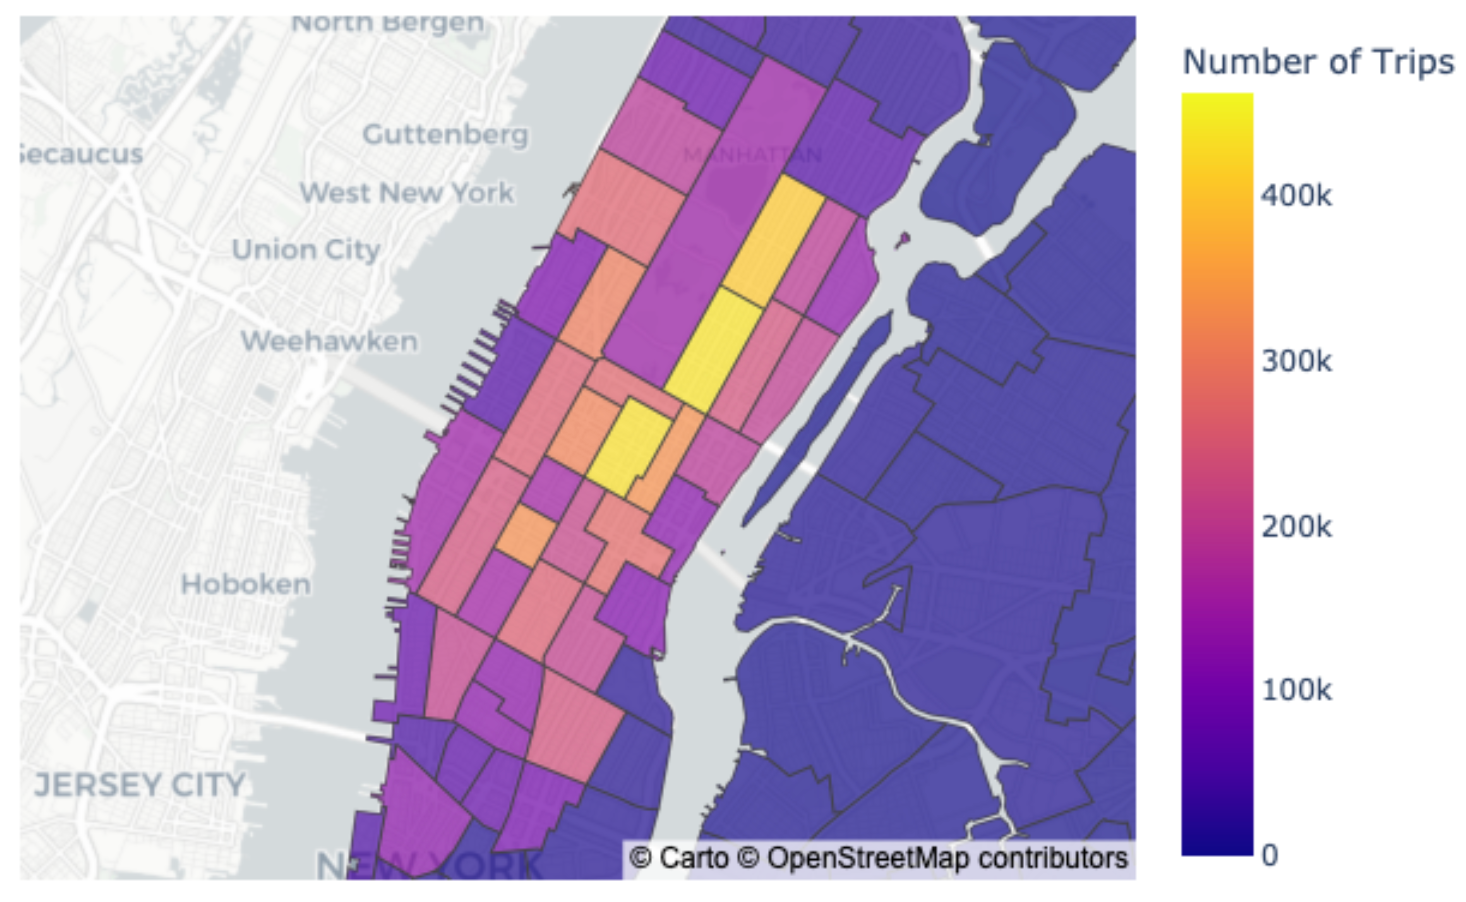 North Bergen
Number of Trips
Guttenberg
Secaucus
MANHATTAN
West New York
400k
Union City
Weehawken
300k
200k
Hoboken
100k
JERSEY CITY
NEW YORK
© Carto © OpenStreetMap contributors
0